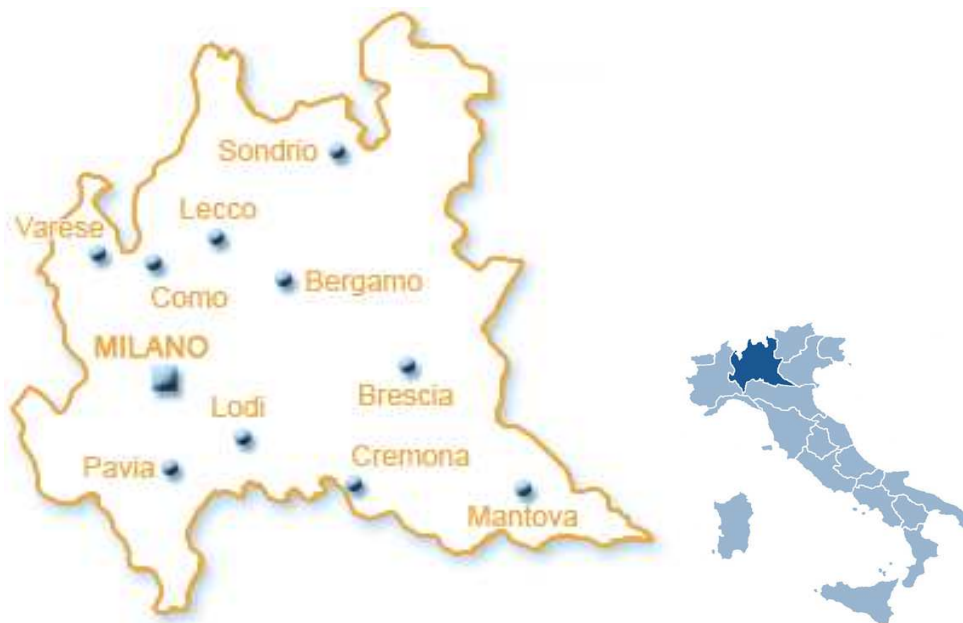 Sondrio
Lecco
Varese
Bergamo
Como
MILANO
Brescia
Lodi
Cremona
Pavia
Mantova